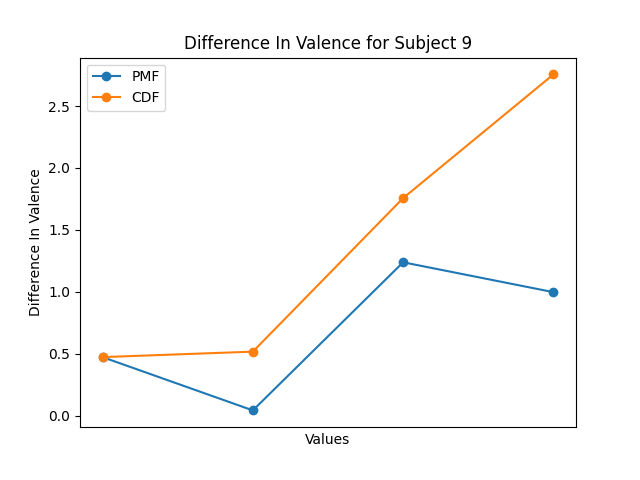 Difference In Valence for Subject 9
PMF
CDF
2.5
2.0
1.5
1.0
0.5
0.0
Difference In Valence
Values